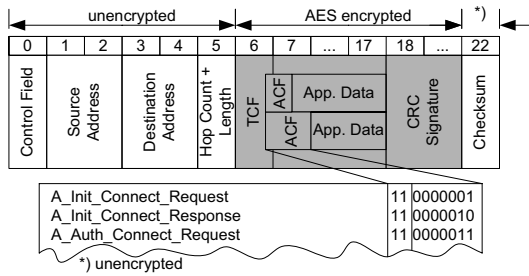 unencrypted AES encrypted *)
0 1 2 3 4 5 6 7 ... 17 18 ... 22
Control Field
Source
Address
Destination
Address
Hop Count +
Length
TCF
ACF App. Data
ACF App. Data
CRC
Signature
Checksum
A_Init_Connect_Request 11 0000001
A_Init_Connect_Response 11 0000010
A_Auth_Connect_Request 11 0000011
*) unencrypted